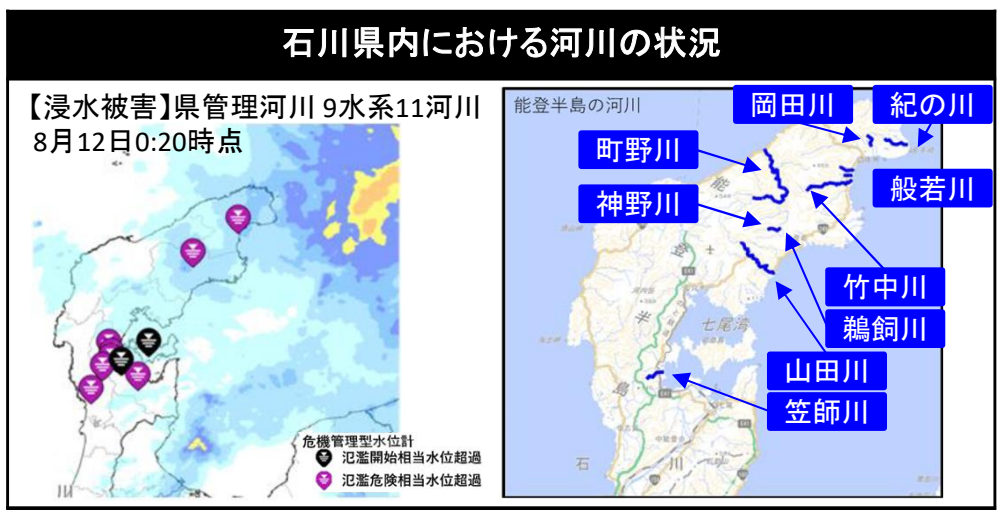 石川県内における河川の状況
【浸水被害】県管理河川 9水系11河川
8月12日0:20時点
川
危機管理型水位計
氾濫開始相当水位超過
氾濫危険相当水位超過
能登半島の河川
岡田川
紀の川
町野川
般若川
神野川
竹中川
鵜飼川
山田川
笠師川
能
登
半
島
七尾湾
石
川